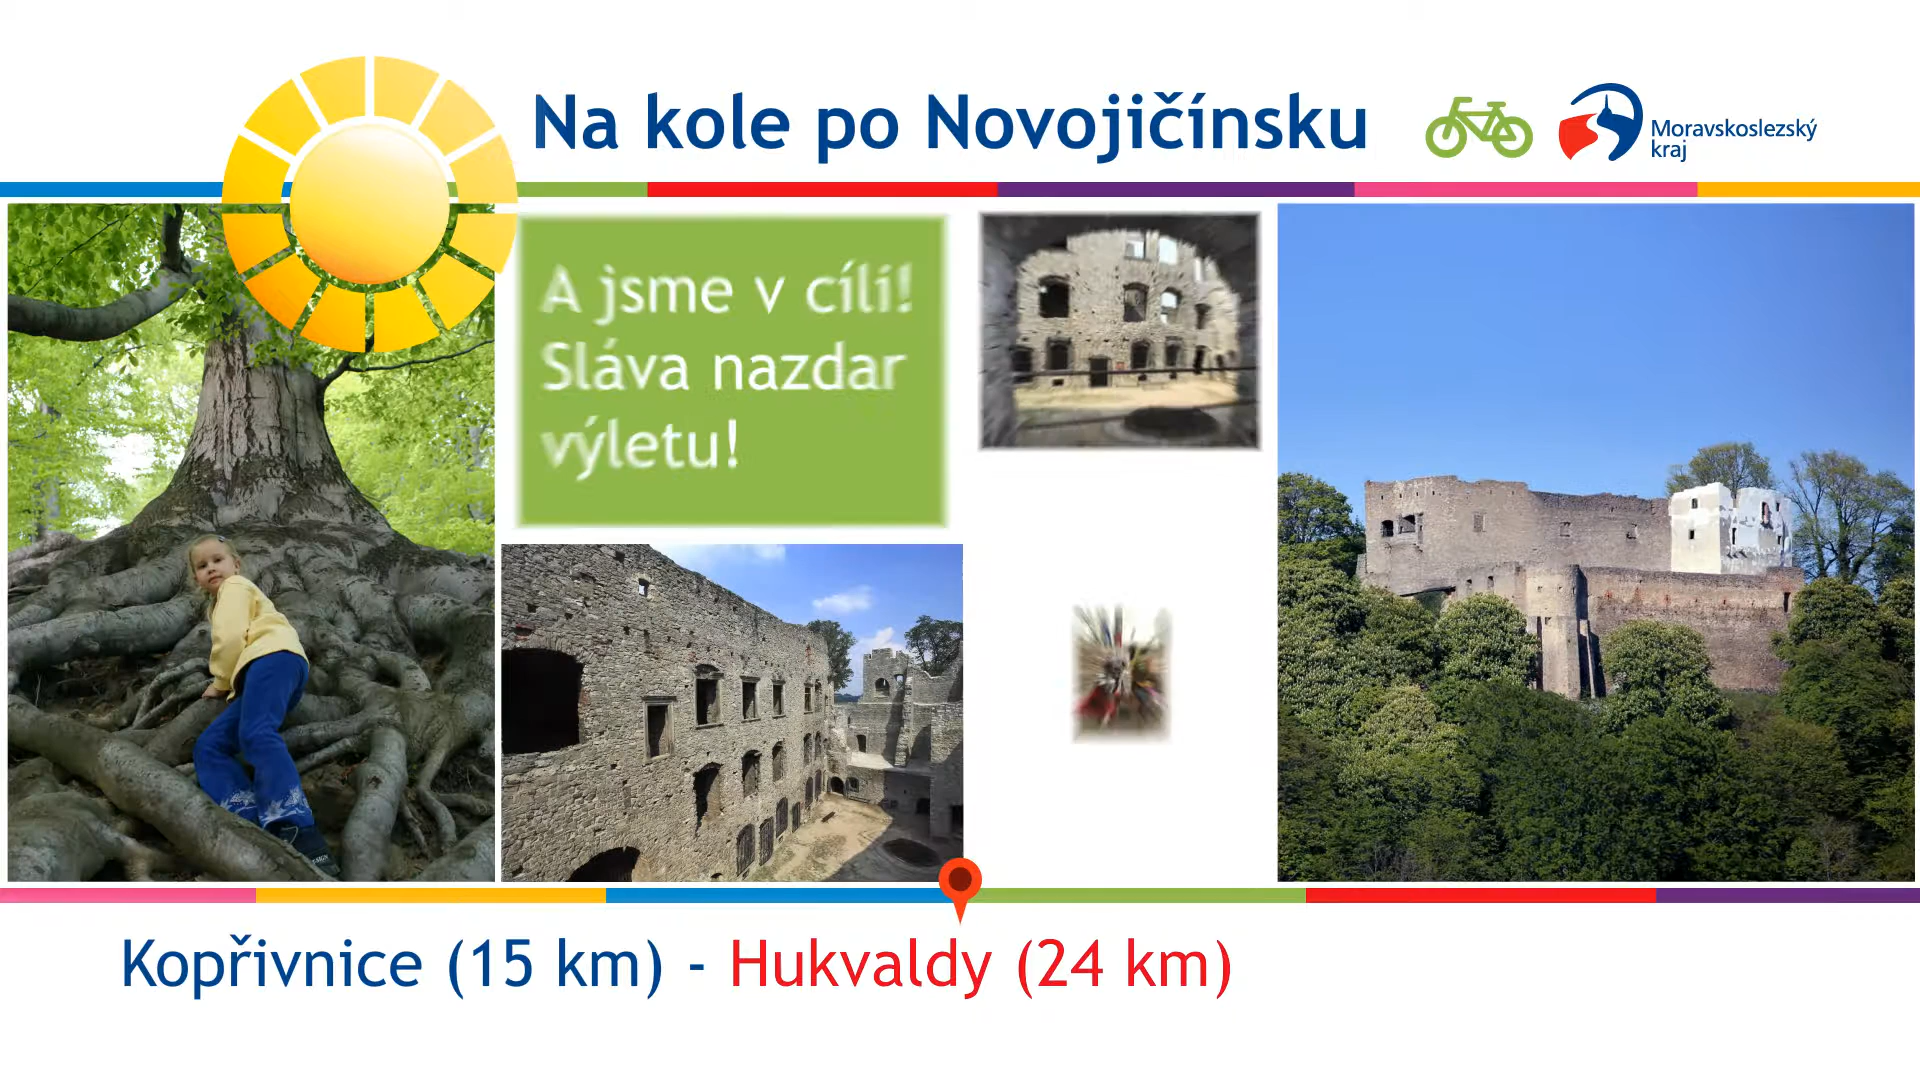 Na kole po Novojičínsku
Moravskoslezský
kraj
A jsme v cíli!
Sláva nazdar
výletu!
Kopřivnice (15 km) - Hukvaldy (24 km)